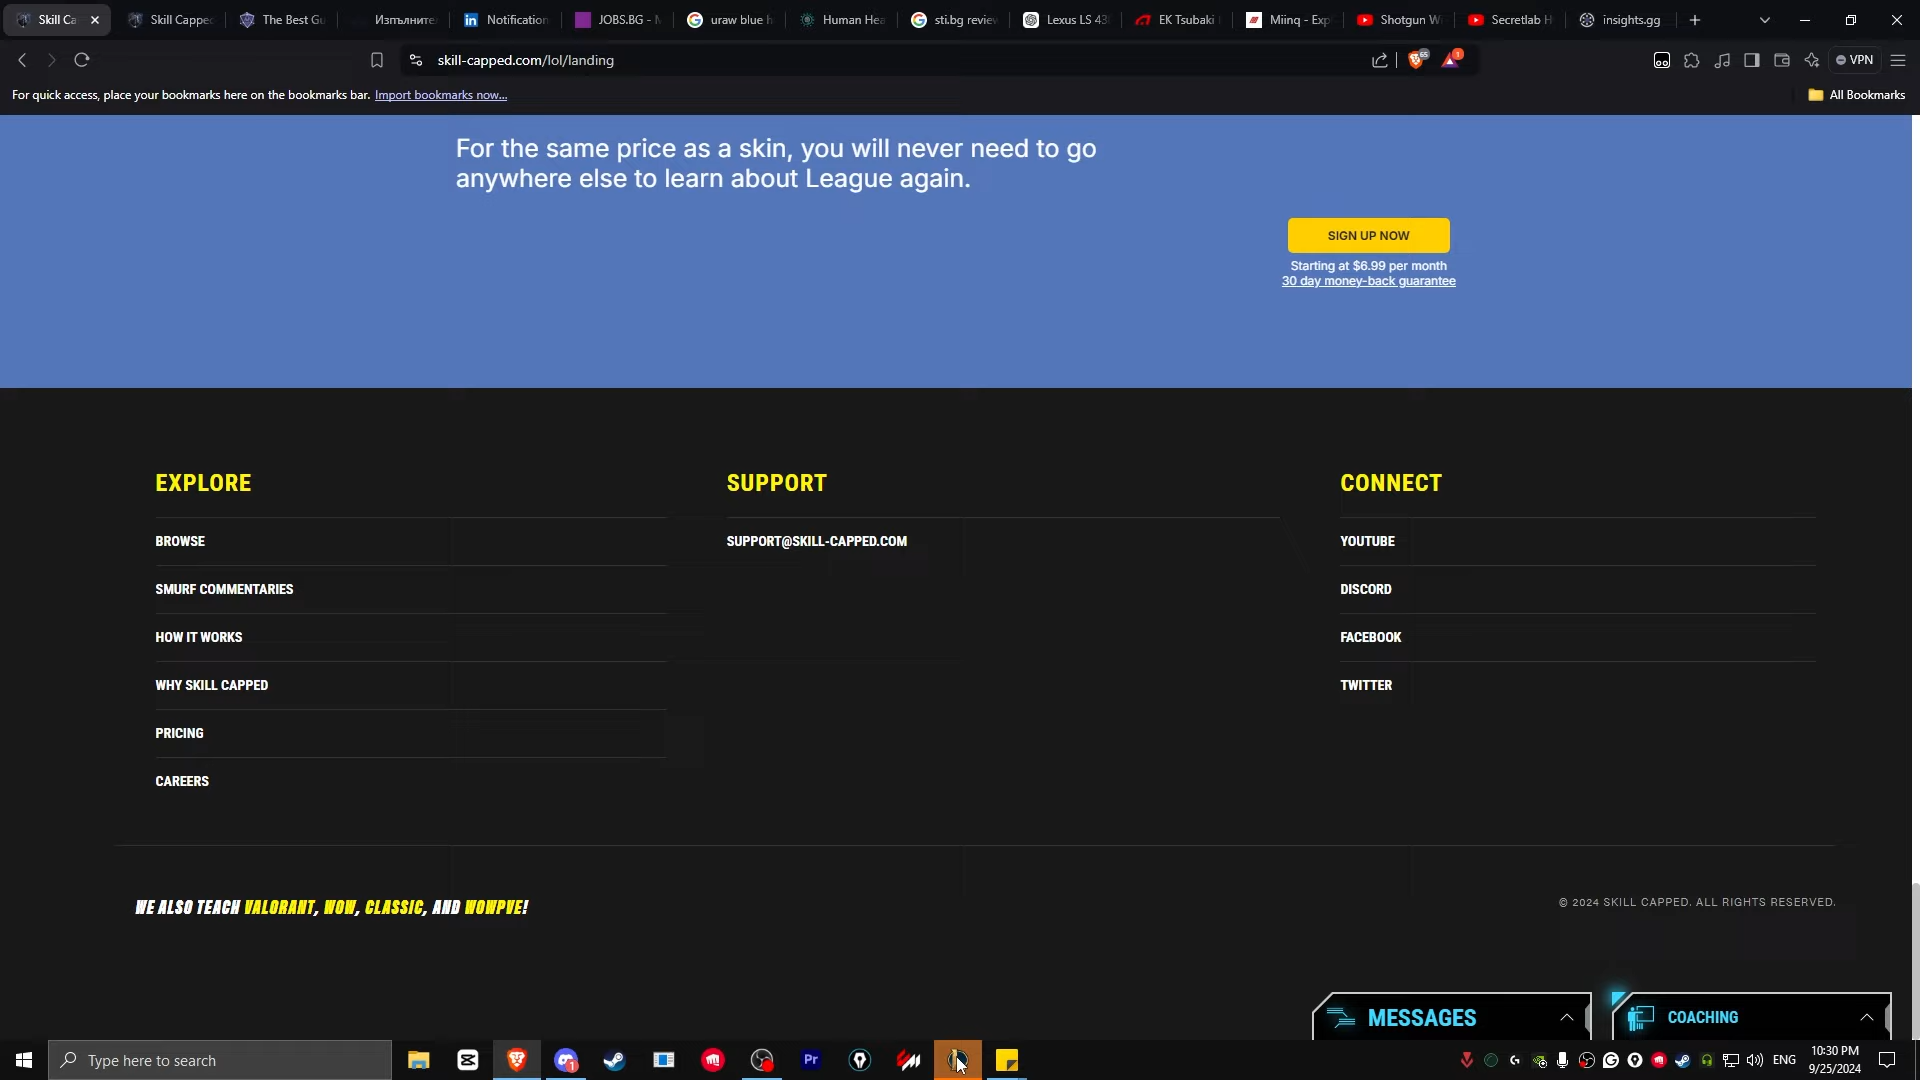 Skill Ca
Skill Capped
The Best Gu
Изпълните
Notification
JOBS.BG - 
uraw blue h
Human Hea
sti.bg review
Lexus LS 43
EK Tsubaki
Miinq - Exp
Shotgun Wi
Secretlab H
insights.gg
skill-capped.com/lol/landing
65
1
VPN
For quick access, place your bookmarks here on the bookmarks bar. Import bookmarks now...
All Bookmarks
For the same price as a skin, you will never need to go
anywhere else to learn about League again.
SIGN UP NOW
Starting at $6.99 per month
30 day money-back guarantee
EXPLORE
BROWSE
SMURF COMMENTARIES
HOW IT WORKS
WHY SKILL CAPPED
PRICING
CAREERS
SUPPORT
SUPPORT@SKILL-CAPPED.COM
CONNECT
YOUTUBE
DISCORD
FACEBOOK
TWITTER
WE ALSO TEACH VALORANT, WOW, CLASSIC, AND WOWPVE!
© 2024 SKILL CAPPED. ALL RIGHTS RESERVED.
MESSAGES
COACHING
Type here to search
Pr
ENG
10:30 PM
9/25/2024